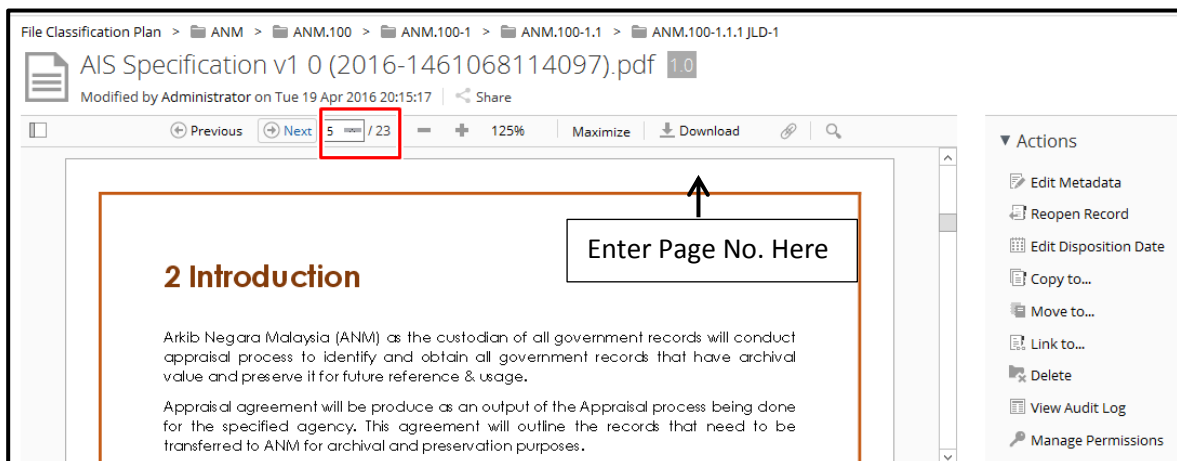 File Classification Plan > ANM > ANM.100 > ANM.100-1 > ANM.100-1.1 > ANM.100-1.1.1 JLD-1
AIS Specification v1 0 (2016-1461068114097).pdf 1.0
Modified by Administrator on Tue 19 Apr 2016 20:15:17 Share
Previous Next 5 / 23 125% Maximize Download
Enter Page No. Here
2 Introduction
Arkib Negara Malaysia (ANM) as the custodian of all government records will conduct
appraisal process to identify and obtain all government records that have archival
value and preserve it for future reference & usage.
Appraisal agreement will be produce as an output of the Appraisal process being done
for the specified agency. This agreement will outline the records that need to be
transferred to ANM for archival and preservation purposes.
Actions
Edit Metadata
Reopen Record
Edit Disposition Date
Copy to...
Move to...
Link to...
Delete
View Audit Log
Manage Permissions